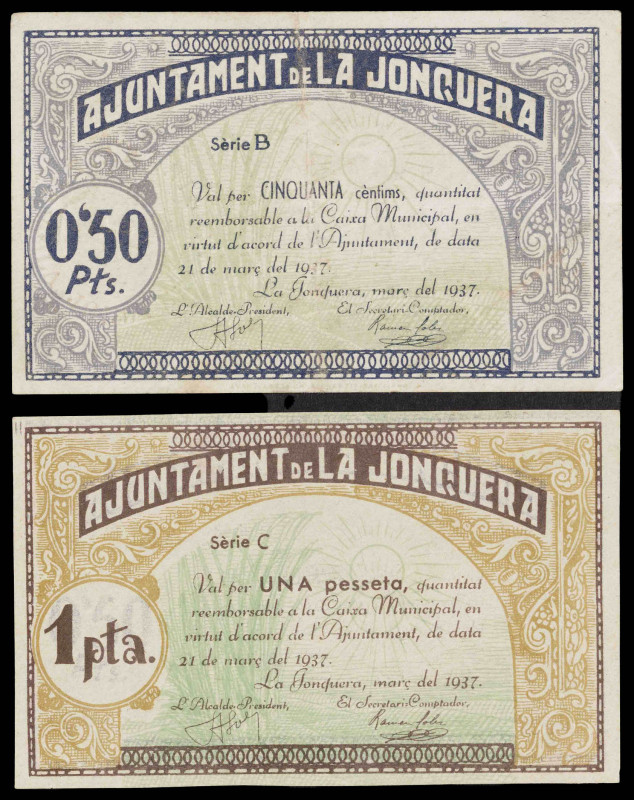 AJUNTAMENT DE LA JONQUERA
Sèrie B
Val per CINQUANTA cèntims, quantitat
reemborsable a la Caixa Municipal, en
virtut d'acord de l'Ajuntament, de data
21 de març del 1937.
La Jonquera, març del 1937.
L'Alcalde-President, El Secretari-Comptador,
0'50
Pts.
AJUNTAMENT DE LA JONQUERA
Sèrie C
Val per UNA pesseta, quantitat
reemborsable a la Caixa Municipal, en
virtut d'acord de l'Ajuntament, de data
21 de març del 1937.
La Jonquera, març del 1937.
L'Alcalde-President, El Secretari-Comptador,
1 pta.